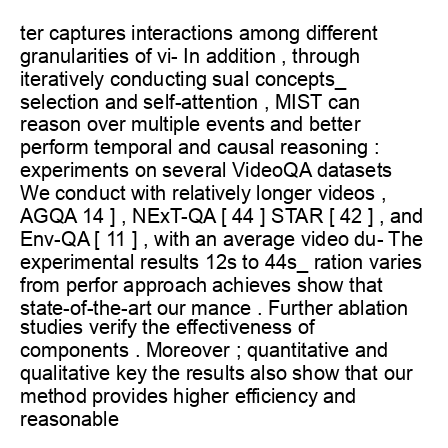 ter captures interactions among different
granularities of vi- In addition , through
iteratively conducting sual concepts_
selection and self-attention , MIST can
reason over multiple events and better
perform temporal and causal reasoning :
experiments on several VideoQA datasets
We conduct with relatively longer videos ,
AGQA 14 ] , NExT-QA [ 44 ] STAR [ 42 ] , and
Env-QA [ 11 ] , with an average video du- The
experimental results 12s to 44s_ ration varies
from perfor approach achieves show that
state-of-the-art our mance . Further ablation
studies verify the effectiveness of
components . Moreover ; quantitative and
qualitative key the results also show that our
method provides higher efficiency and
reasonable